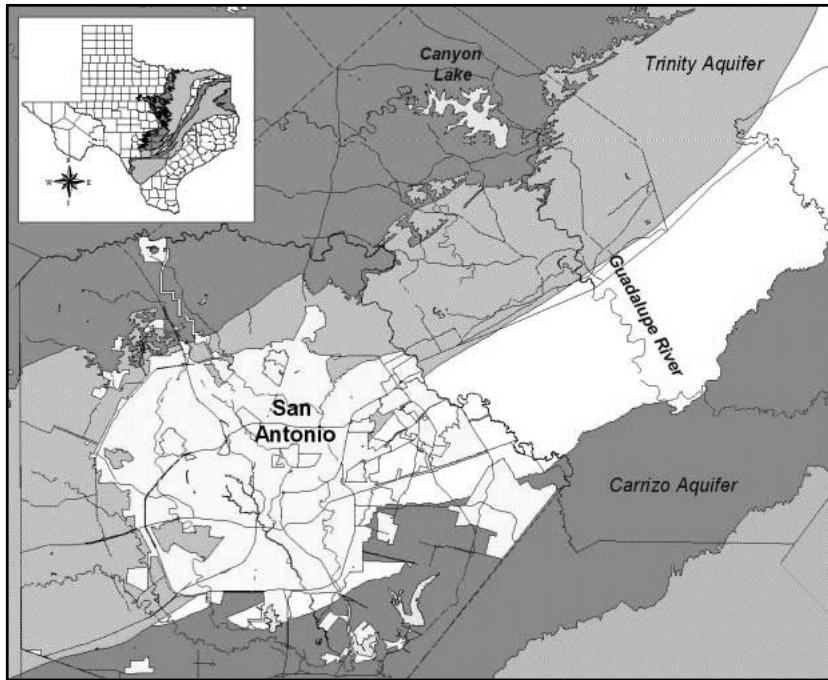 Canyon
Lake
Trinity Aquifer
W
E
Guadalupe River
San
Antonio
Carrizo Aquifer